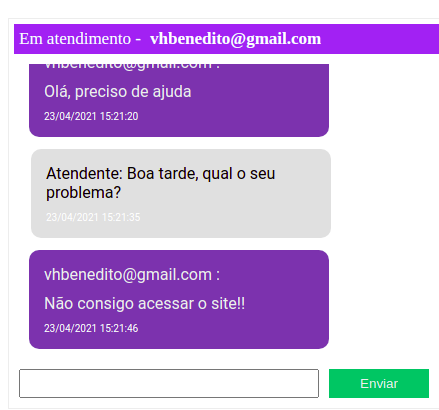 Em atendimento - vhbenedito@gmail.com
vhbenedito@gmail.com :
Olá, preciso de ajuda
23/04/2021 15:21:20
Atendente: Boa tarde, qual o seu
problema?
23/04/2021 15:21:35
vhbenedito@gmail.com :
Não consigo acessar o site!!
23/04/2021 15:21:46
Enviar